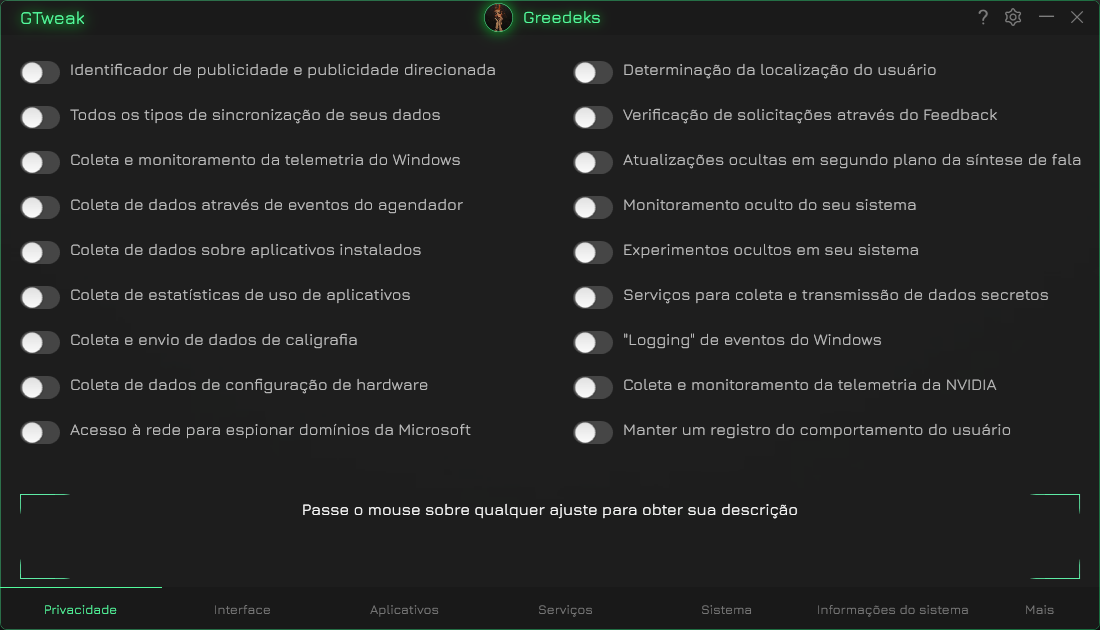 GTweak
Greedeks
?
Identificador de publicidade e publicidade direcionada
Determinação da localização do usuário
Todos os tipos de sincronização de seus dados
Verificação de solicitações através do Feedback
Coleta e monitoramento da telemetria do Windows
Atualizações ocultas em segundo plano da síntese de fala
Coleta de dados através de eventos do agendador
Monitoramento oculto do seu sistema
Coleta de dados sobre aplicativos instalados
Experimentos ocultos em seu sistema
Coleta de estatísticas de uso de aplicativos
Serviços para coleta e transmissão de dados secretos
Coleta e envio de dados de caligrafia
"Logging" de eventos do Windows
Coleta de dados de configuração de hardware
Coleta e monitoramento da telemetria da NVIDIA
Acesso à rede para espionar domínios da Microsoft
Manter um registro do comportamento do usuário
Passe o mouse sobre qualquer ajuste para obter sua descrição
Privacidade
Interface
Aplicativos
Serviços
Sistema
Informações do sistema
Mais